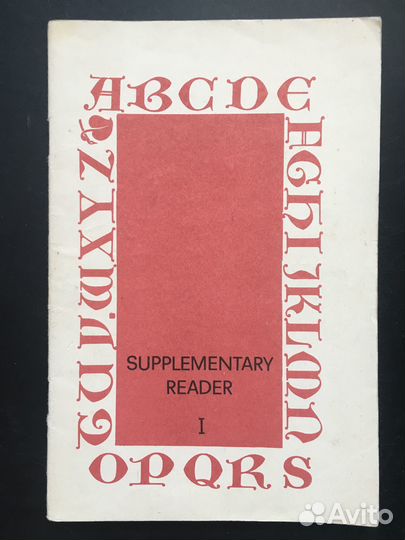 ABCDE
FGHIJKLMN
OPQRS
TUVWXYZ
SUPPLEMENTARY
READER
I
Avito